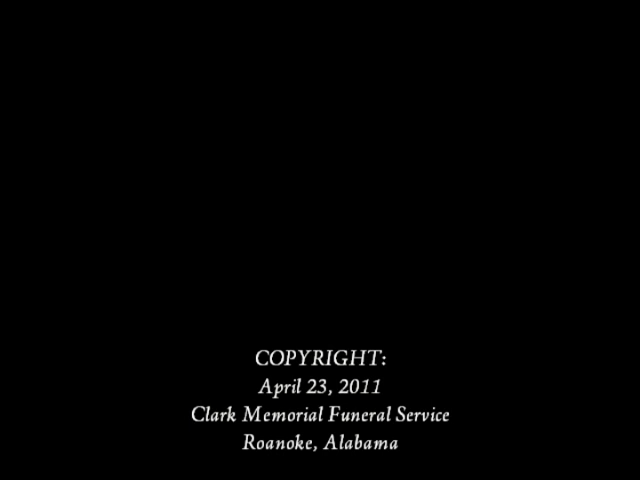 COPYRIGHT:
April 23, 2011
Clark Memorial Funeral Service
Roanoke, Alabama